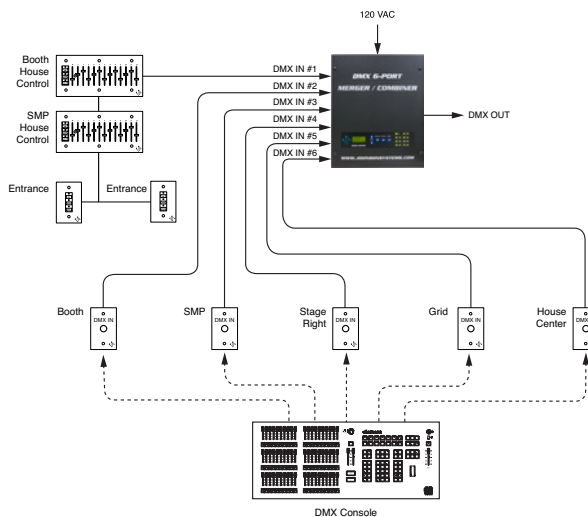 120 VAC
Booth
House
Control
SMP
House
Control
Entrance
Entrance
DMX IN #1
DMX IN #2
DMX IN #3
DMX IN #4
DMX IN #5
DMX IN #6
DMX 6-PORT
MERGER / COMBINER
DMX OUT
Booth
DMX IN
SMP
DMX IN
Stage
Right
DMX IN
Grid
DMX IN
House
Center
DMX IN
DMX Console